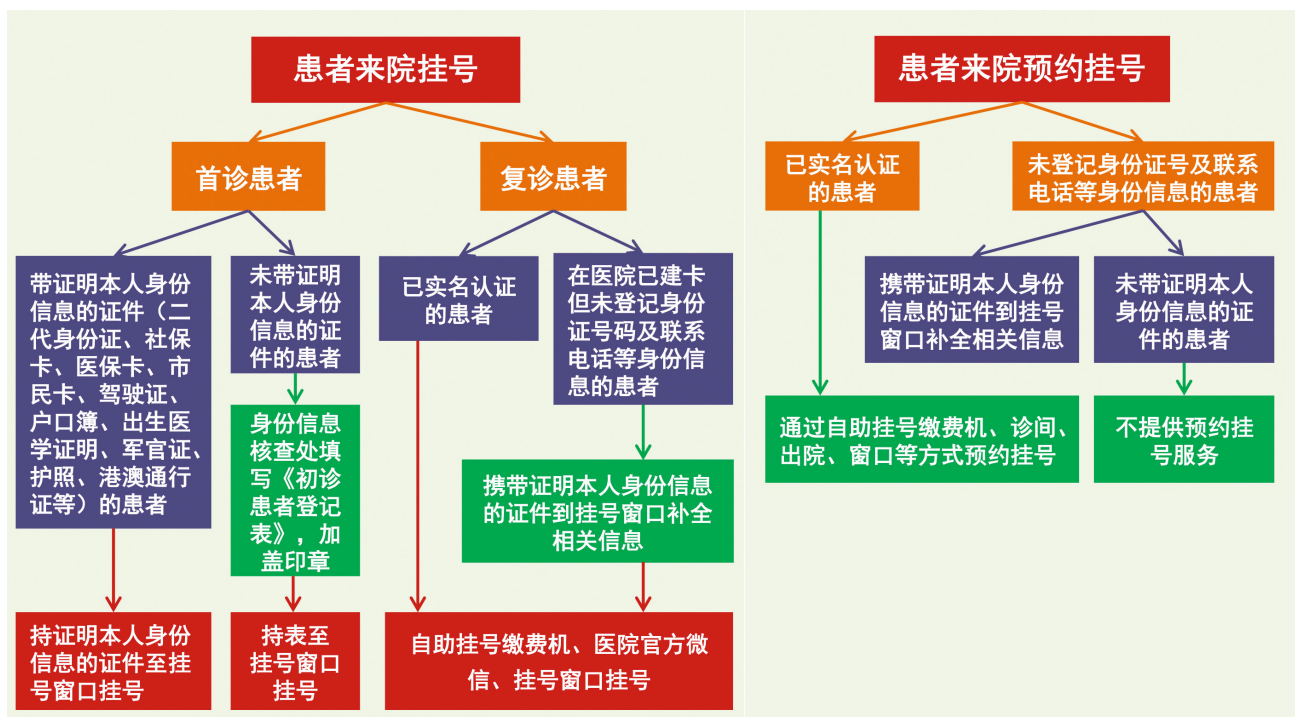 患者来院挂号
首诊患者
复诊患者
带证明本人身份
信息的证件（二
代身份证、社保
卡、医保卡、市
民卡、驾驶证、
户口簿、出生医
学证明、军官证、
护照、港澳通行
证等）的患者
未带证明
本人身份
信息的证
件的患者
已实名认证
的患者
在医院已建卡
但未登记身份
证号码及联系
电话等身份信
息的患者
身份信息
核查处填
写《初诊
患者登记
表》，加
盖印章
携带证明本人身份信息
的证件到挂号窗口补全
相关信息
持证明本人身份
信息的证件至挂
号窗口挂号
持表至
挂号窗口
挂号
自助挂号缴费机、医院官方微
信、挂号窗口挂号
患者来院预约挂号
已实名认证
的患者
未登记身份证号及联系
电话等身份信息的患者
携带证明本人身份
信息的证件到挂号
窗口补全相关信息
未带证明本人
身份信息的证
件的患者
通过自助挂号缴费机、诊间、
出院、窗口等方式预约挂号
不提供预约挂
号服务